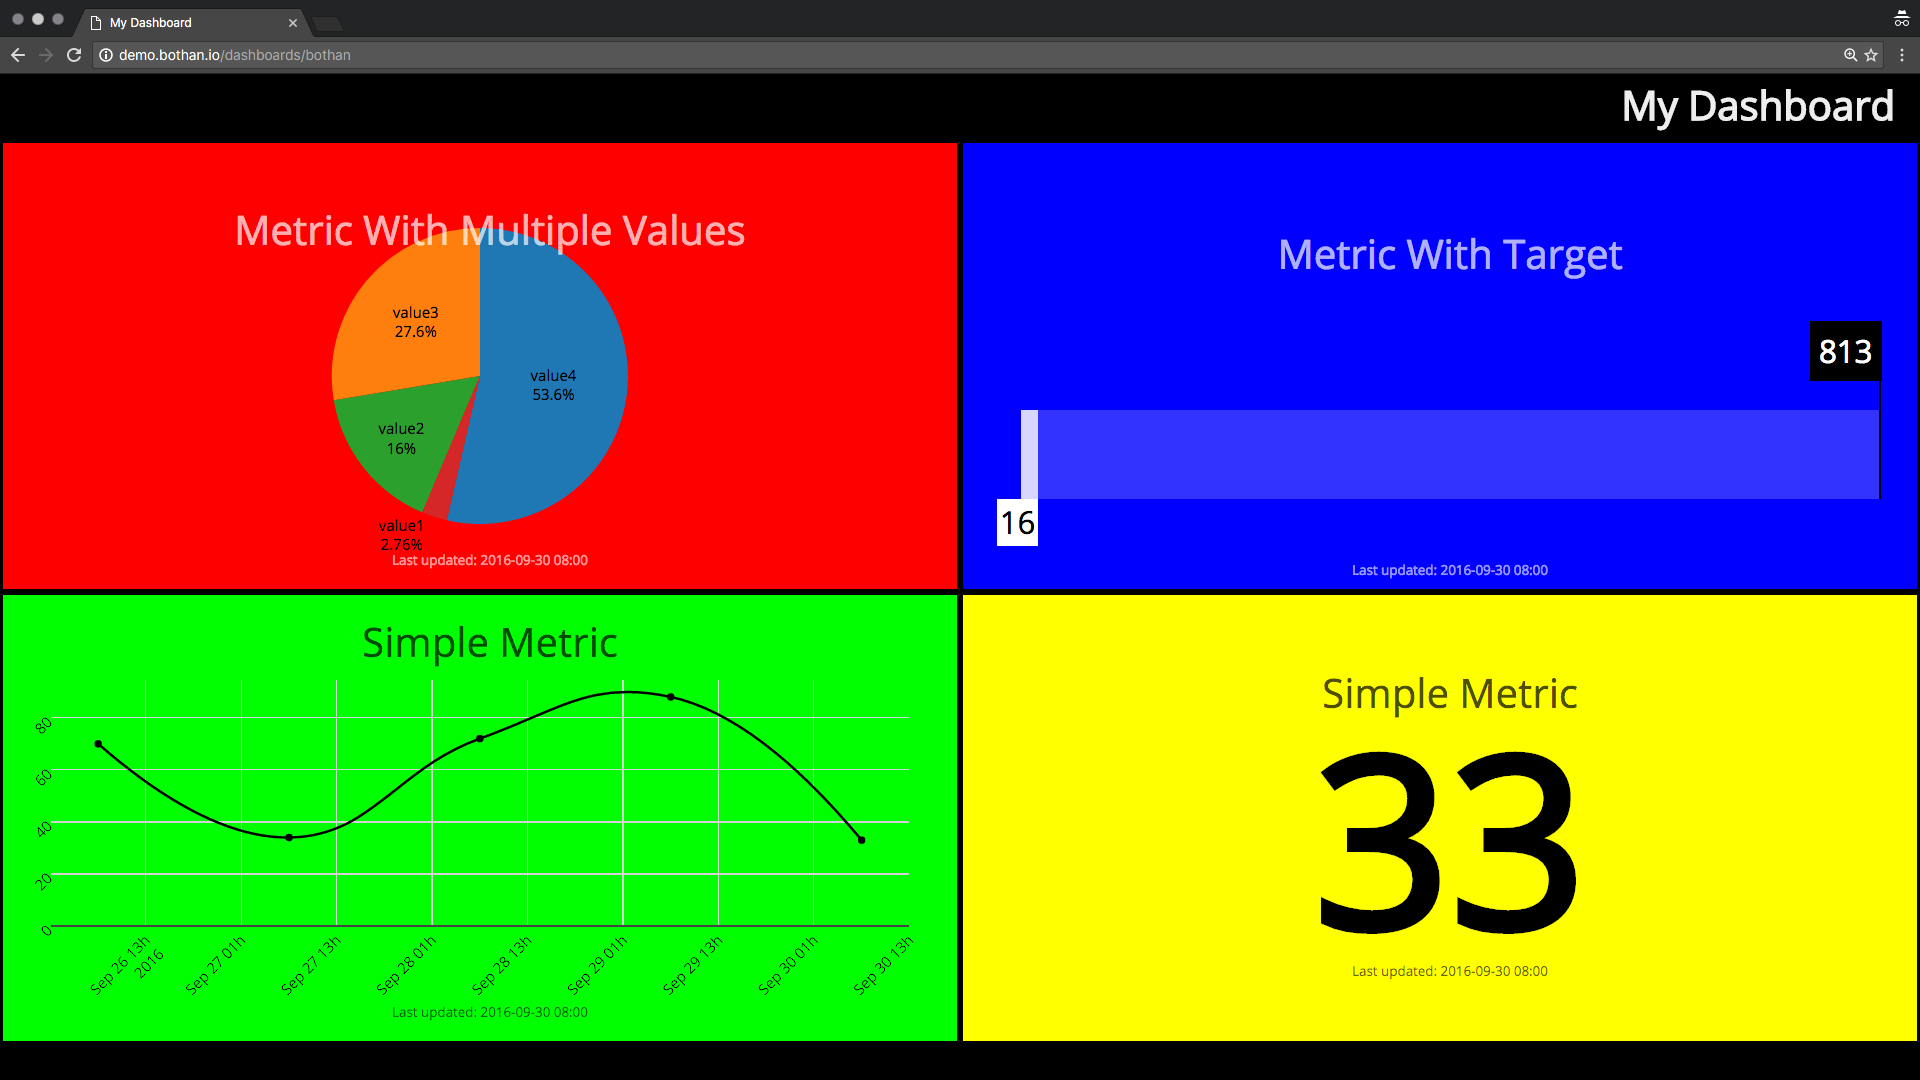 My Dashboard
demo.bothan.io/dashboards/bothan
My Dashboard
Metric With Multiple Values
value3
27.6%
value4
53.6%
value2
16%
value1
2.76%
Last updated: 2016-09-30 08:00
Metric With Target
813
16
Last updated: 2016-09-30 08:00
Simple Metric
80
60
40
20
0
Sep 26 13h
2016
Sep 27 01h
Sep 27 13h
Sep 28 01h
Sep 28 13h
Sep 29 01h
Sep 29 13h
Sep 30 01h
Sep 30 13h
Last updated: 2016-09-30 08:00
Simple Metric
33
Last updated: 2016-09-30 08:00